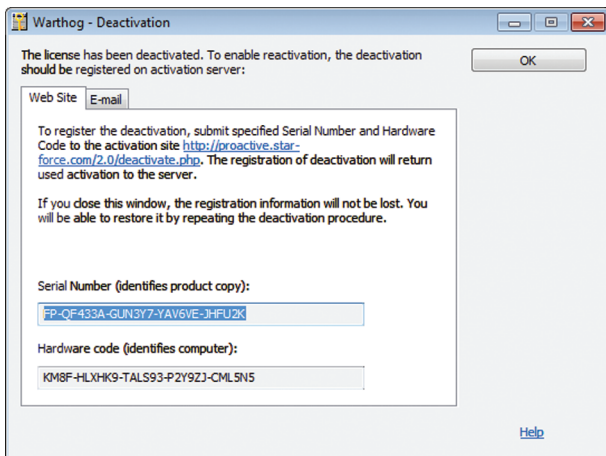 Warthog - Deactivation
The license has been deactivated. To enable reactivation, the deactivation
should be registered on activation server:
OK
Web Site
E-mail
To register the deactivation, submit specified Serial Number and Hardware
Code to the activation site http://proactive.star-
force.com/2.0/deactivate.php. The registration of deactivation will return
used activation to the server.
If you close this window, the registration information will not be lost. You
will be able to restore it by repeating the deactivation procedure.
Serial Number (identifies product copy):
FP-QF433A-GUN3Y7-YAV6VE-JHFU2K
Hardware code (identifies computer):
KM8F-HLXHK9-TALS93-P2Y9ZJ-CML5N5
Help